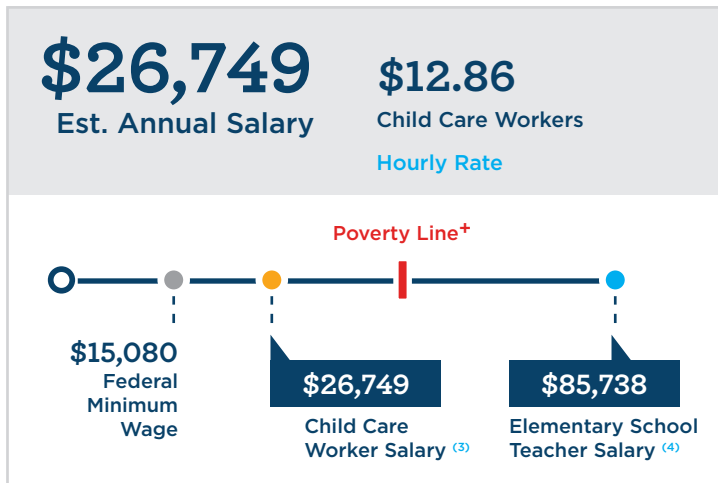 $26,749
Est. Annual Salary
$12.86
Child Care Workers
Hourly Rate
Poverty Line+
$15,080
Federal
Minimum
Wage
$26,749
Child Care
Worker Salary (3)
$85,738
Elementary School
Teacher Salary (4)